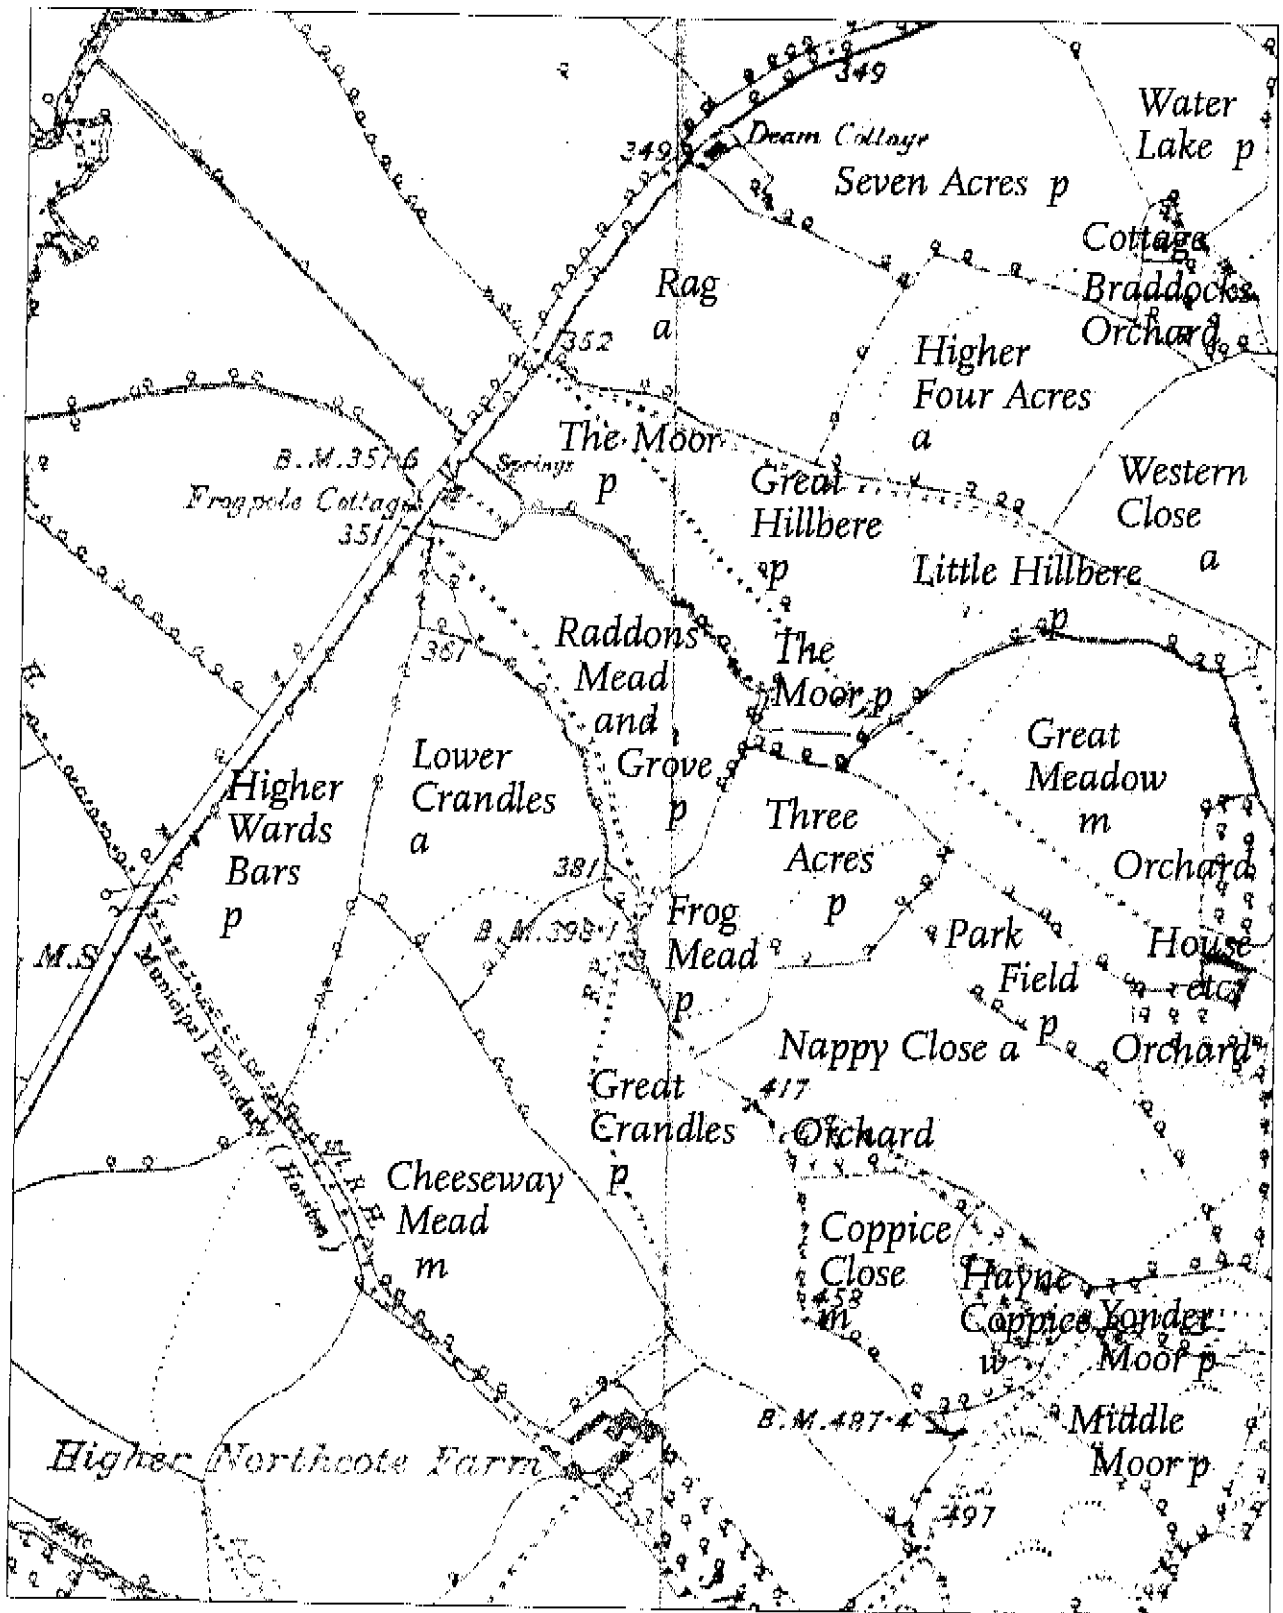 349
Water
Lake p
Deam Cottage
349
Seven Acres p
Cottage
Rag
a
Braddocks
Orchard
352
Higher
Four Acres
a
The Moor
p
B.M.351·6
Springs
Great
Hillbere
p
Western
Close
a
Frogpole Cottage
351
Little Hillbere
p
Raddons
Mead
and
Grove
p
361
The
Moor p
H.
Great
Meadow
m
Lower
Crandles
a
Higher
Wards
Bars
p
Three
Acres
p
Orchard
381
Frog
Mead
p
B.M.398·1
F.P.
M.S
Park
Field
p
House
etc
Municipal Boundary (Honiton)
Nappy Close a
Orchard
Great
Crandles
p
417
Orchard
R.H.
Cheeseway
Mead
m
Coppice
Close
m
458
Hayne
Coppice
w
Yonder
Moor p
B.M.487·4
Middle
Moor p
Higher Northcote Farm
497